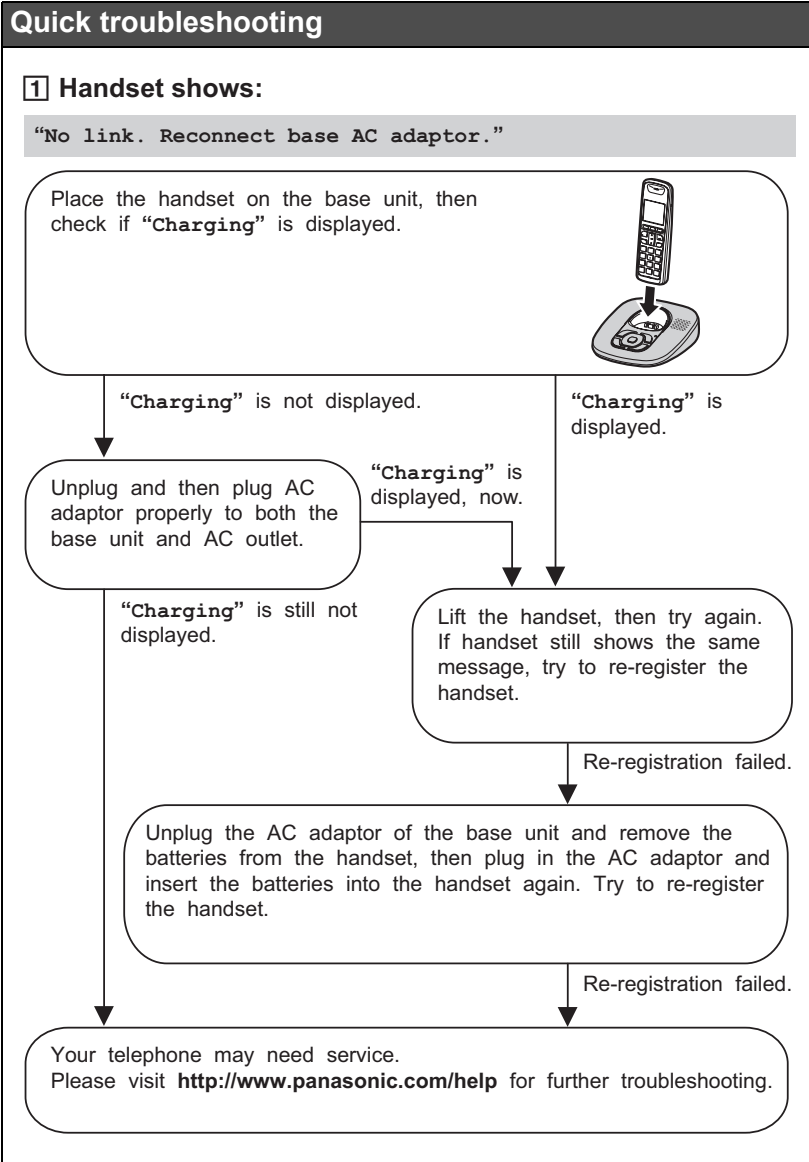 Quick troubleshooting
1 Handset shows:
“No link. Reconnect base AC adaptor.”
Place the handset on the base unit, then
check if “Charging” is displayed.
“Charging” is not displayed.
“Charging” is
displayed.
Unplug and then plug AC
adaptor properly to both the
base unit and AC outlet.
“Charging” is
displayed, now.
“Charging” is still not
displayed.
Lift the handset, then try again.
If handset still shows the same
message, try to re-register the
handset.
Re-registration failed.
Unplug the AC adaptor of the base unit and remove the
batteries from the handset, then plug in the AC adaptor and
insert the batteries into the handset again. Try to re-register
the handset.
Re-registration failed.
Your telephone may need service.
Please visit http://www.panasonic.com/help for further troubleshooting.